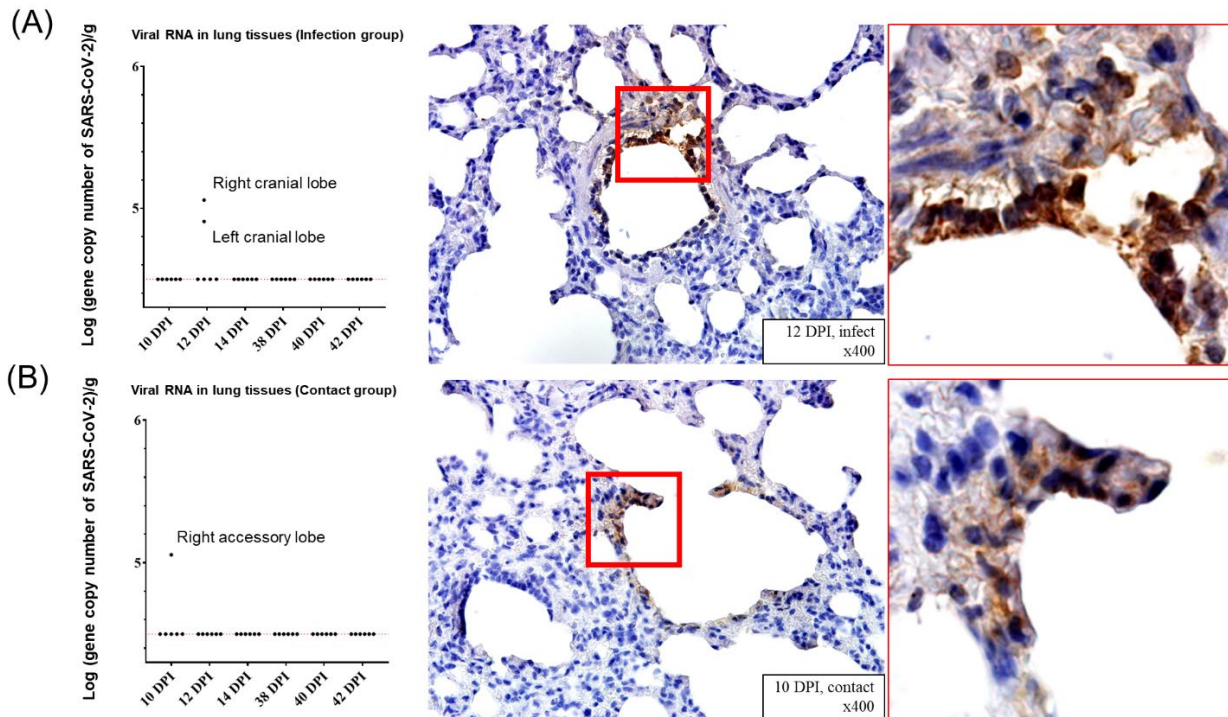 (A)
Viral RNA in lung tissues (Infection group)
Log (gene copy number of SARS-CoV-2)/g
6
5
Right cranial lobe
Left cranial lobe
10 DPI
12 DPI
14 DPI
38 DPI
40 DPI
42 DPI
12 DPI, infect
x400
(B)
Viral RNA in lung tissues (Contact group)
Log (gene copy number of SARS-CoV-2)/g
6
5
Right accessory lobe
10 DPI
12 DPI
14 DPI
38 DPI
40 DPI
42 DPI
10 DPI, contact
x400